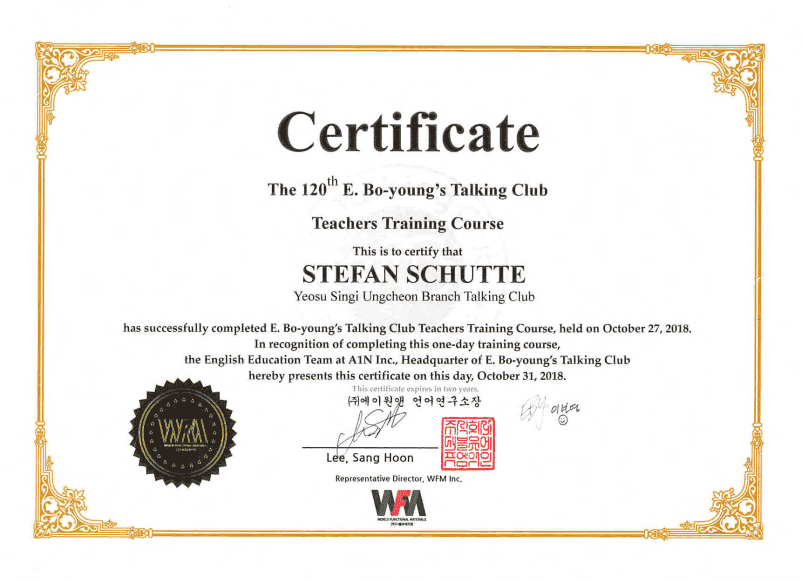 Certificate
The 120th E. Bo-young's Talking Club
Teachers Training Course
This is to certify that
STEFAN SCHUTTE
Yeosu Singi Ungcheon Branch Talking Club
has successfully completed E. Bo-young's Talking Club Teachers Training Course, held on October 27, 2018.
In recognition of completing this one-day training course,
the English Education Team at A1N Inc., Headquarter of E. Bo-young's Talking Club
hereby presents this certificate on this day, October 31, 2018.
This certificate expires in two years.
(주)에이원앤 언어연구소장
이보영
Lee, Sang Hoon
Representative Director, WFM Inc.
WFM
WFM
WORLD FUNCTIONAL MATERIALS